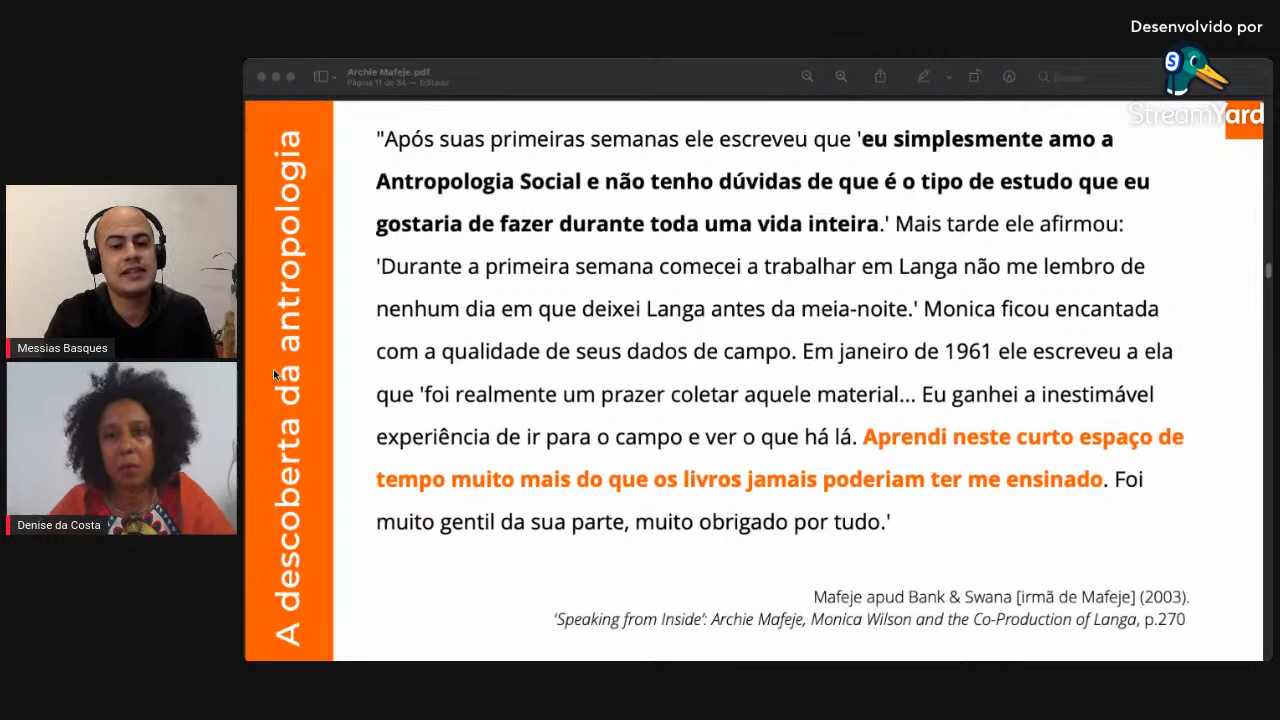 Desenvolvido por
S
StreamYard
Archie Mafeje.pdf
Página 11 de 34 — Editado
A descoberta da antropologia
"Após suas primeiras semanas ele escreveu que 'eu simplesmente amo a
Antropologia Social e não tenho dúvidas de que é o tipo de estudo que eu
gostaria de fazer durante toda uma vida inteira.' Mais tarde ele afirmou:
'Durante a primeira semana comecei a trabalhar em Langa não me lembro de
nenhum dia em que deixei Langa antes da meia-noite.' Monica ficou encantada
com a qualidade de seus dados de campo. Em janeiro de 1961 ele escreveu a ela
que 'foi realmente um prazer coletar aquele material... Eu ganhei a inestimável
experiência de ir para o campo e ver o que há lá. Aprendi neste curto espaço de
tempo muito mais do que os livros jamais poderiam ter me ensinado. Foi
muito gentil da sua parte, muito obrigado por tudo.'
Mafeje apud Bank & Swana [irmã de Mafeje] (2003).
'Speaking from Inside': Archie Mafeje, Monica Wilson and the Co-Production of Langa, p.270
Messias Basques
Denise da Costa